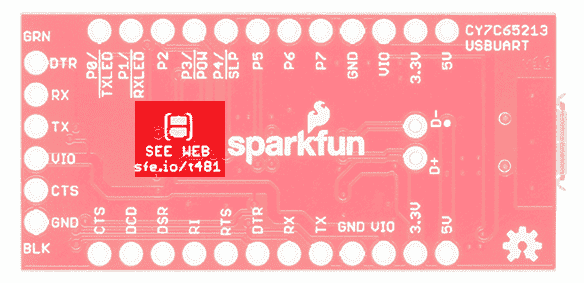 GRN
P0/
TXLED
P1/
RXLED
P2
P3/
POW
P4/
SLP
P5
P6
P7
GND
VIO
3.3V
5V
CY7C65213
USBUART
DTR
RX
TX
VIO
CTS
GND
BLK
SEE WEB
sfe.io/t481
sparkfun
D-
D+
CTS
DCD
DSR
RI
RTS
DTR
RX
TX
GND
VIO
3.3V
5V